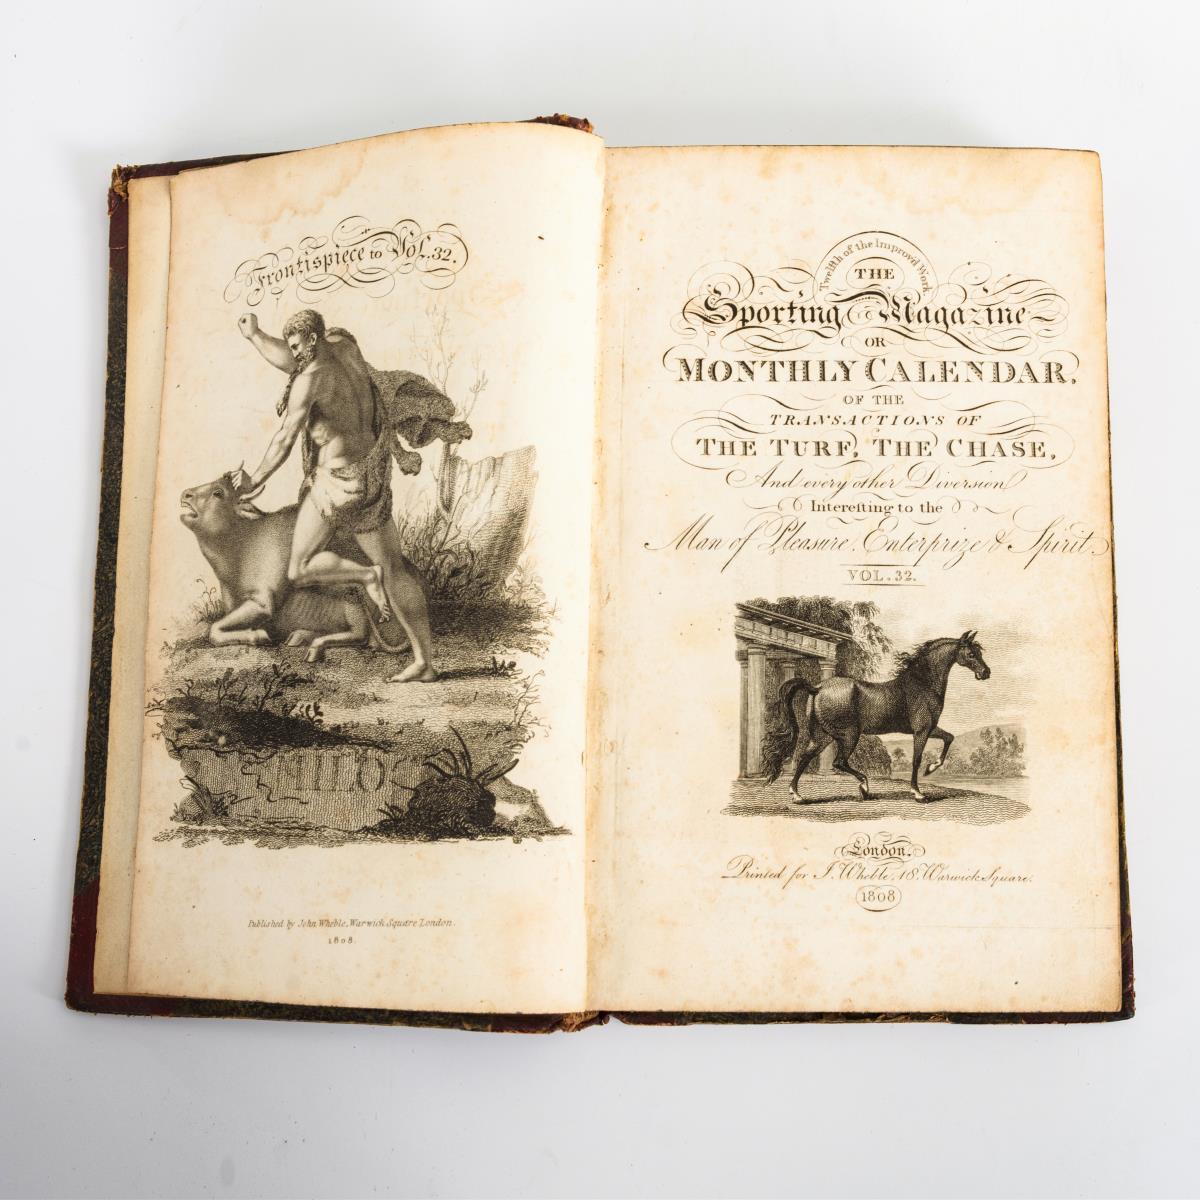 Frontispiece to VOL. 32.
MILO
Published by John Wheble, Warwick Square London.
1808.
Twelfth of the Improv'd Work
THE
Sporting Magazine
OR
MONTHLY CALENDAR,
OF THE
TRANSACTIONS OF
THE TURF, THE CHASE,
And every other Diversion
Interesting to the
Man of Pleasure, Enterprize & Spirit.
VOL. 32.
London.
Printed for J. Wheble, 18, Warwick Square.
1808